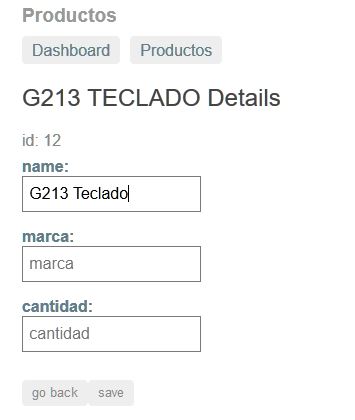 Productos
Dashboard Productos
G213 TECLADO Details
id: 12
name:
G213 Teclado
marca:
marca
cantidad:
cantidad
go back save